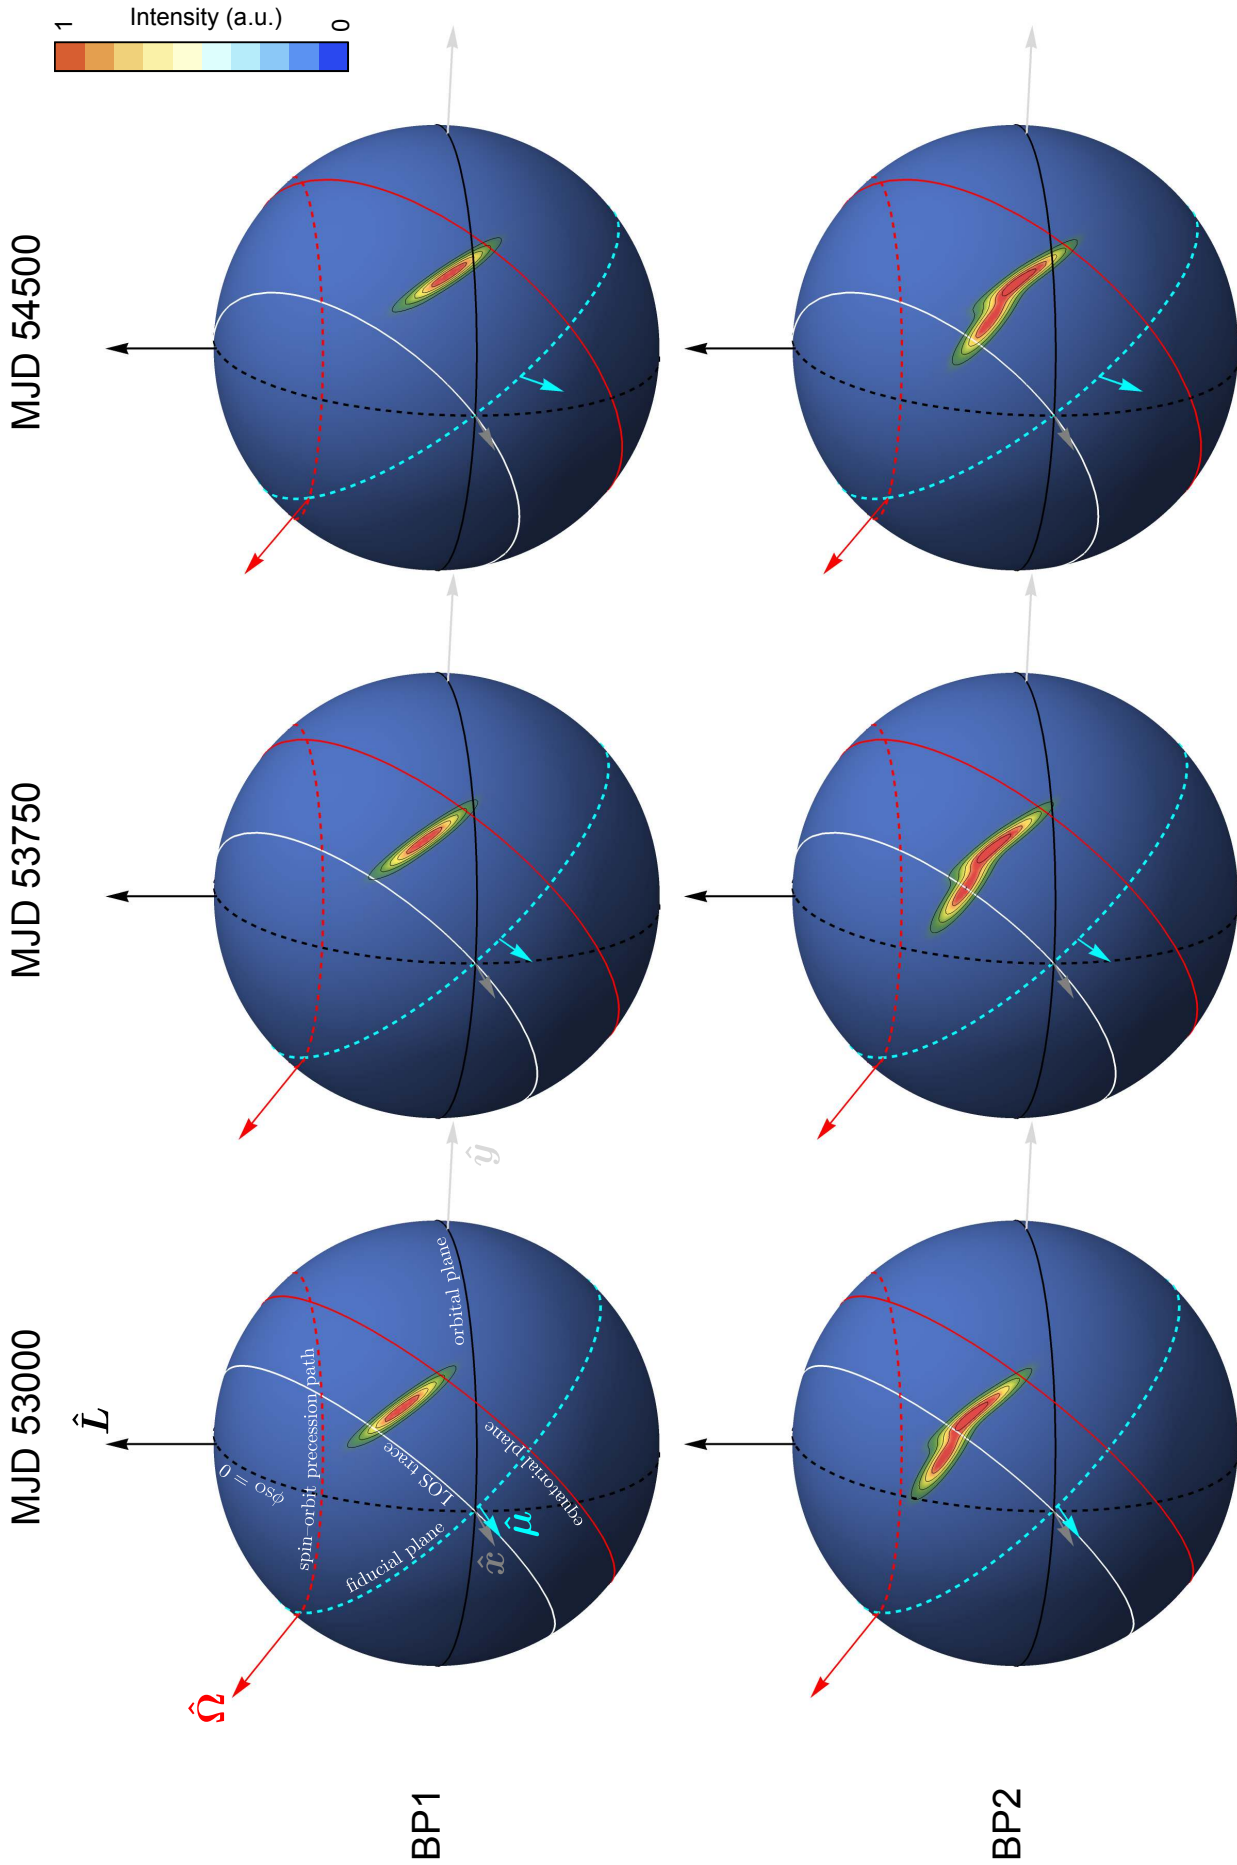 MJD 53000
MJD 53750
MJD 54500
1
Intensity (a.u.)
0
BP1
BP2
L̂
Ω̂
μ̂
x̂
ŷ
φSO = 0
spin–orbit precession path
LOS trace
fiducial plane
equatorial plane
orbital plane